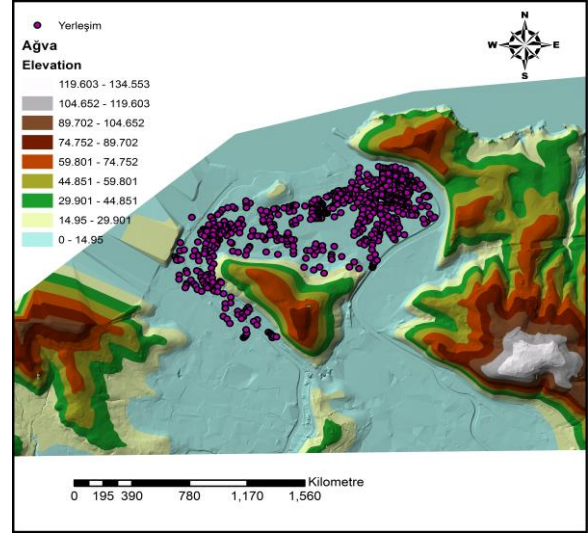 Yerleşim
Ağva
Elevation
119.603 - 134.553
104.652 - 119.603
89.702 - 104.652
74.752 - 89.702
59.801 - 74.752
44.851 - 59.801
29.901 - 44.851
14.95 - 29.901
0 - 14.95
N
W E
S
Kilometre
0 195 390 780 1,170 1,560